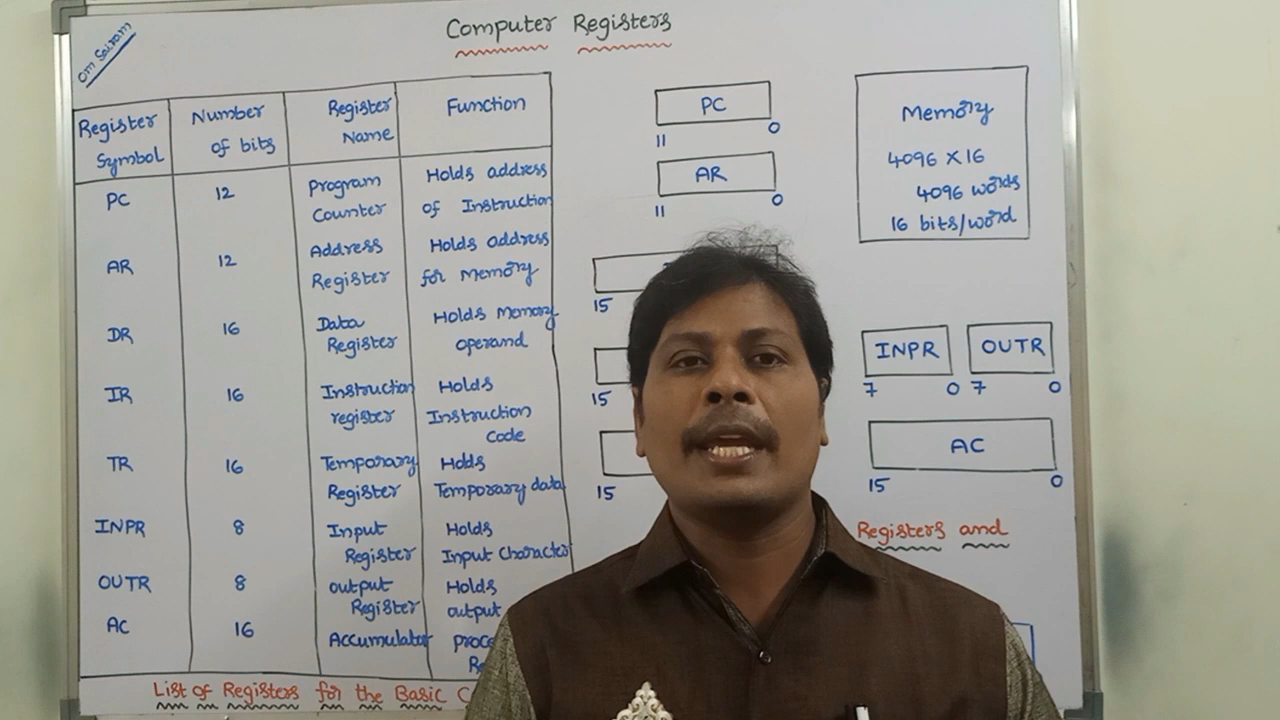 Om Sairam
Computer Registers
Register Symbol
Number of bits
Register Name
Function
PC 12 Program Counter Holds address of Instruction
AR 12 Address Register Holds address for Memory
DR 16 Data Register Holds Memory operand
IR 16 Instruction register Holds Instruction Code
TR 16 Temporary Register Holds Temporary data
INPR 8 Input Register Holds Input Character
OUTR 8 output Register Holds output
AC 16 Accumulator
List of Registers for the Basic
PC
11 0
AR
11 0
15
15
15
Memory
4096 X 16
4096 words
16 bits/word
INPR OUTR
7 0 7 0
AC
15 0
Registers and